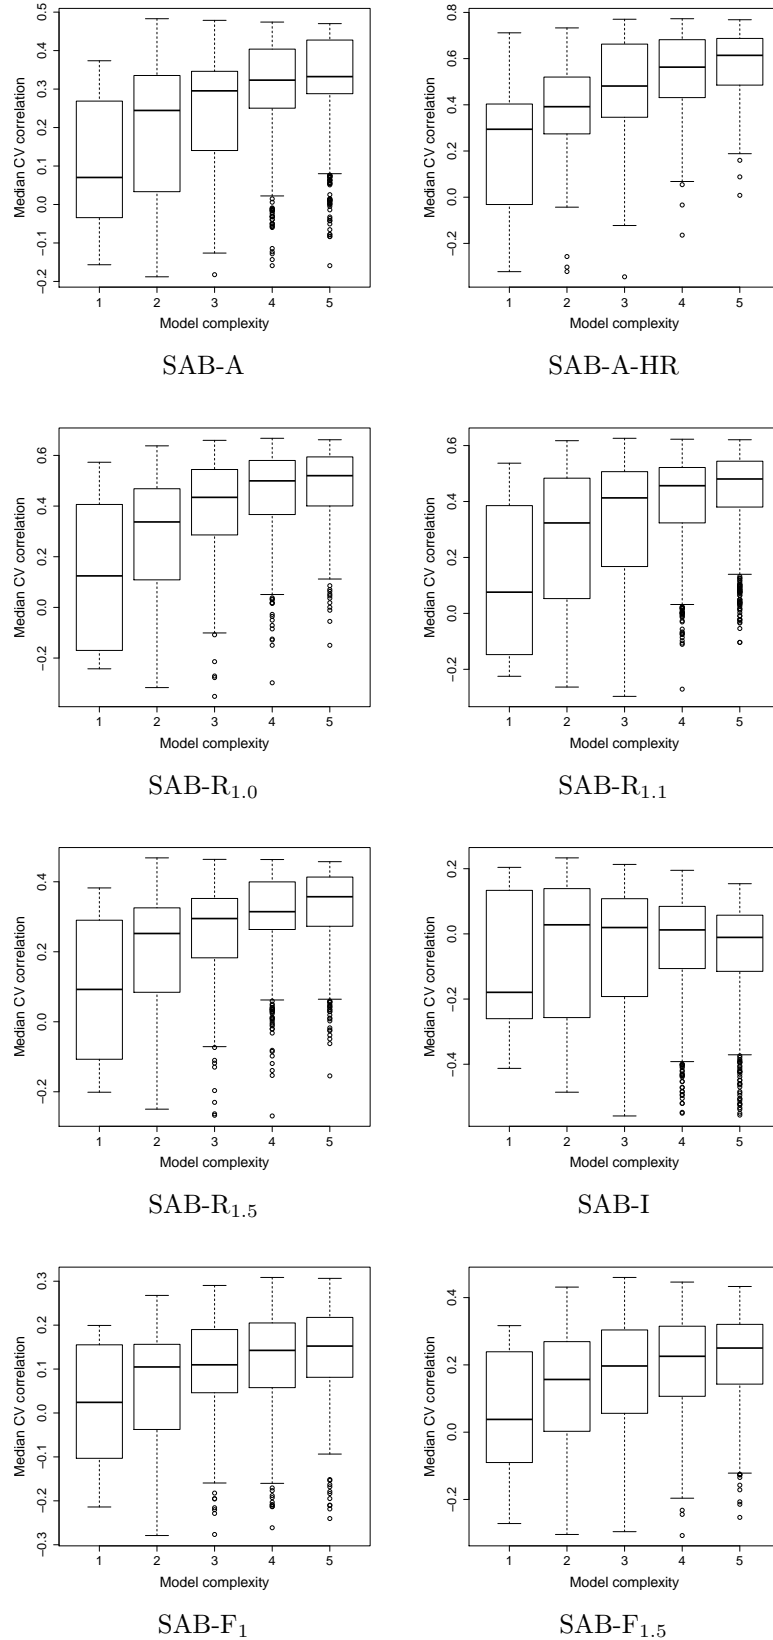 Median CV correlation
−0.2 −0.1 0.0 0.1 0.2 0.3 0.4 0.5
1 2 3 4 5
Model complexity
SAB-A
Median CV correlation
−0.2 0.0 0.2 0.4 0.6 0.8
1 2 3 4 5
Model complexity
SAB-A-HR
Median CV correlation
−0.2 0.0 0.2 0.4 0.6
1 2 3 4 5
Model complexity
SAB-R1.0
Median CV correlation
−0.2 0.0 0.2 0.4 0.6
1 2 3 4 5
Model complexity
SAB-R1.1
Median CV correlation
−0.2 0.0 0.2 0.4
1 2 3 4 5
Model complexity
SAB-R1.5
Median CV correlation
−0.4 −0.2 0.0 0.2
1 2 3 4 5
Model complexity
SAB-I
Median CV correlation
−0.3 −0.2 −0.1 0.0 0.1 0.2 0.3
1 2 3 4 5
Model complexity
SAB-F1
Median CV correlation
−0.2 0.0 0.2 0.4
1 2 3 4 5
Model complexity
SAB-F1.5